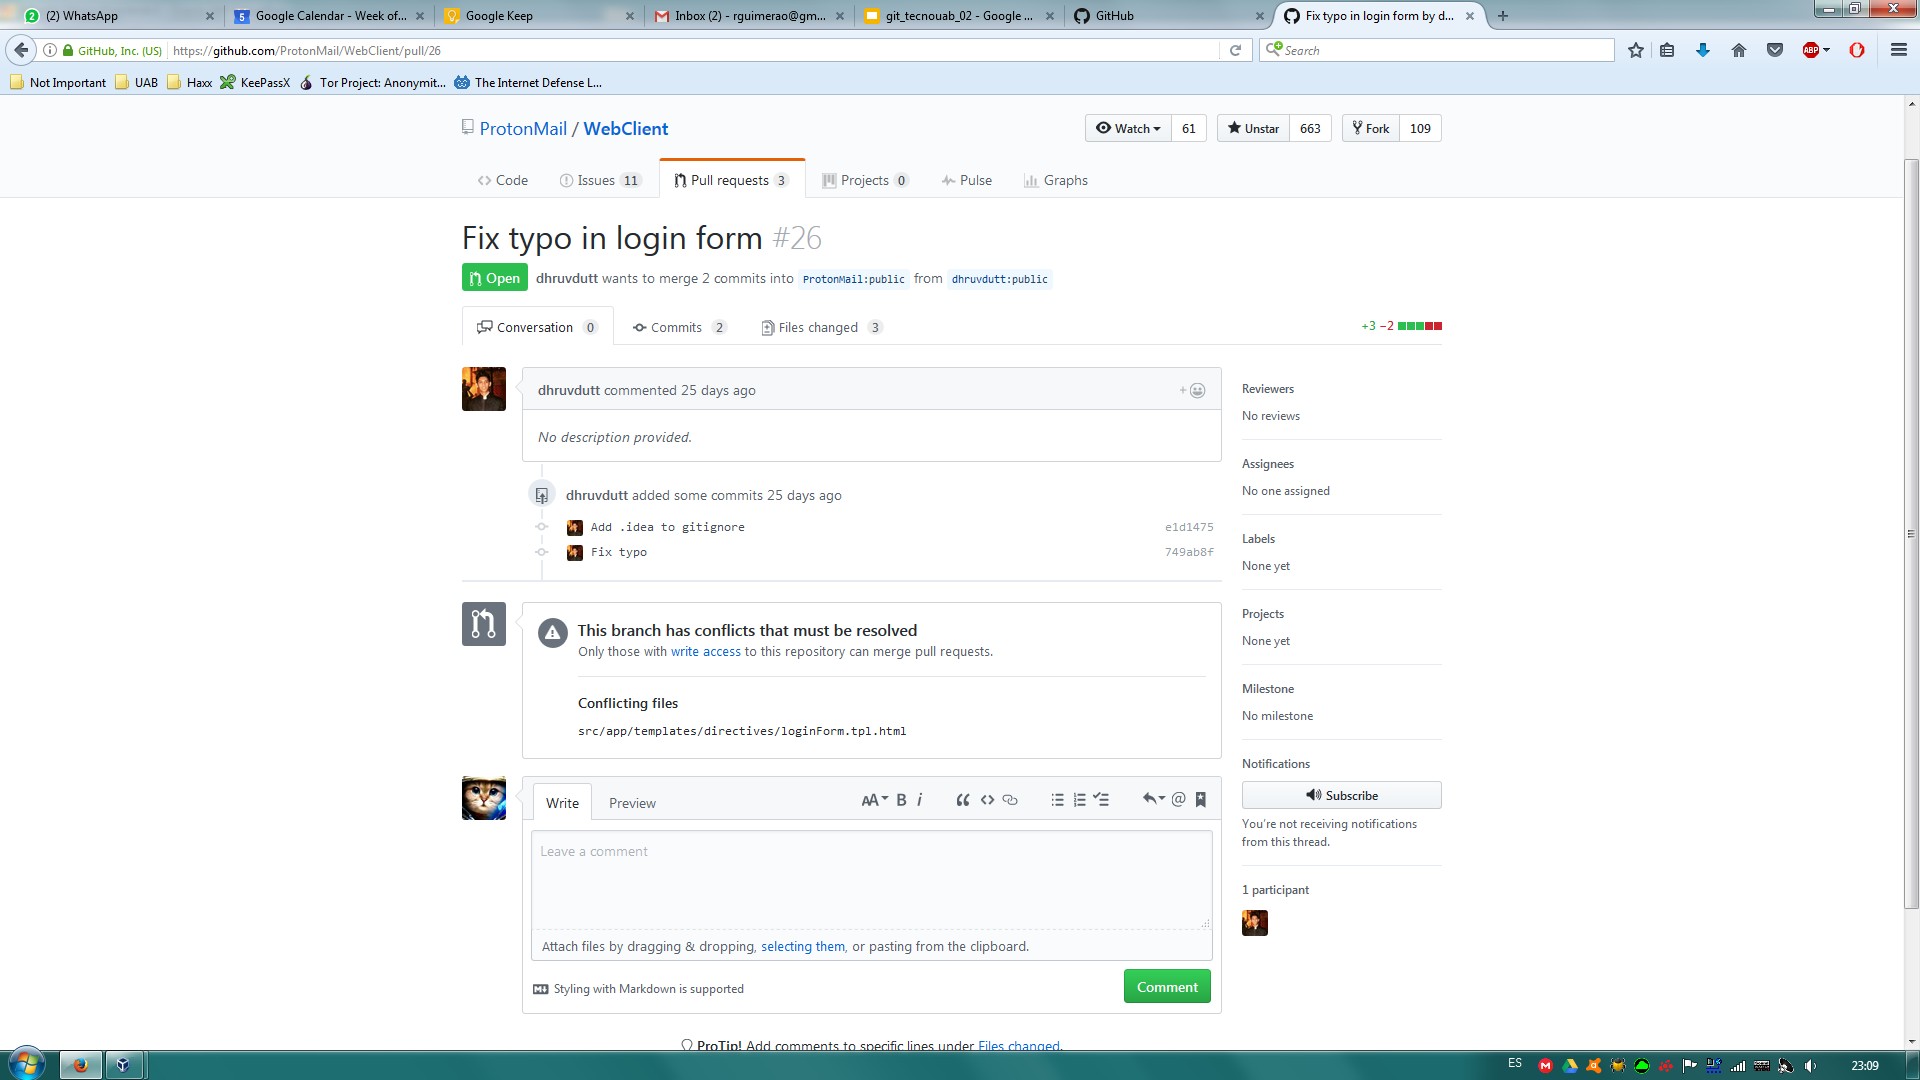 (2) WhatsApp
Google Calendar - Week of...
Google Keep
Inbox (2) - rguimerao@gm...
git_tecnouab_02 - Google ...
GitHub
Fix typo in login form by d...
GitHub, Inc. (US)
https://github.com/ProtonMail/WebClient/pull/26
Search
ABP
Not Important
UAB
Haxx
KeePassX
Tor Project: Anonymit...
The Internet Defense L...
ProtonMail / WebClient
Watch 61
Unstar 663
Fork 109
Code
Issues 11
Pull requests 3
Projects 0
Pulse
Graphs
Fix typo in login form #26
Open dhruvdutt wants to merge 2 commits into ProtonMail:public from dhruvdutt:public
Conversation 0
Commits 2
Files changed 3
+3 −2
dhruvdutt commented 25 days ago
No description provided.
dhruvdutt added some commits 25 days ago
Add .idea to gitignore e1d1475
Fix typo 749ab8f
This branch has conflicts that must be resolved
Only those with write access to this repository can merge pull requests.
Conflicting files
src/app/templates/directives/loginForm.tpl.html
Write
Preview
AA B i
Leave a comment
Attach files by dragging & dropping, selecting them, or pasting from the clipboard.
Styling with Markdown is supported
Comment
ProTip! Add comments to specific lines under Files changed.
Reviewers
No reviews
Assignees
No one assigned
Labels
None yet
Projects
None yet
Milestone
No milestone
Notifications
Subscribe
You're not receiving notifications
from this thread.
1 participant
ES
23:09